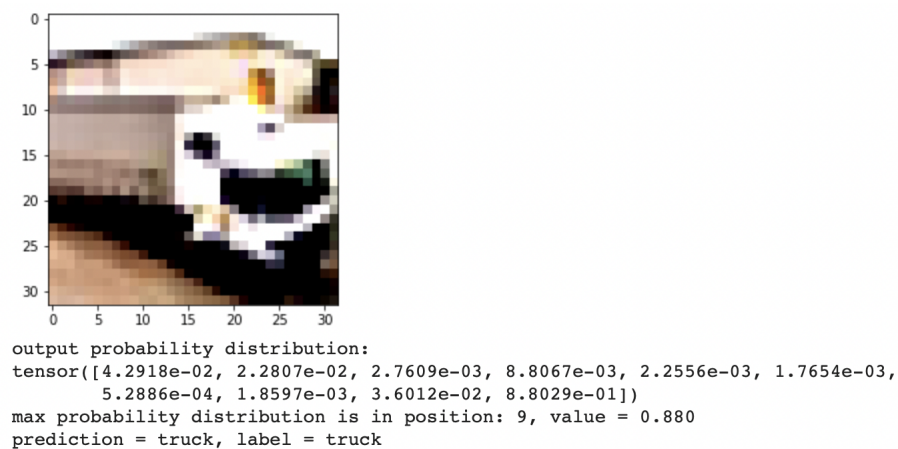 0
5
10
15
20
25
30
0 5 10 15 20 25 30
output probability distribution:
tensor([4.2918e-02, 2.2807e-02, 2.7609e-03, 8.8067e-03, 2.2556e-03, 1.7654e-03,
5.2886e-04, 1.8597e-03, 3.6012e-02, 8.8029e-01])
max probability distribution is in position: 9, value = 0.880
prediction = truck, label = truck